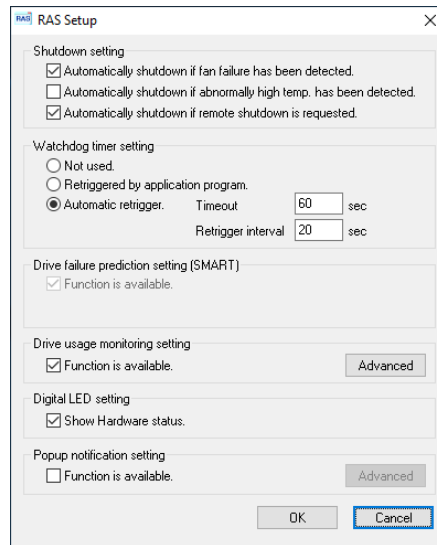 RAS RAS Setup
Shutdown setting
Automatically shutdown if fan failure has been detected.
Automatically shutdown if abnormally high temp. has been detected.
Automatically shutdown if remote shutdown is requested.
Watchdog timer setting
Not used.
Retriggered by application program.
Automatic retrigger. Timeout 60 sec
Retrigger interval 20 sec
Drive failure prediction setting (SMART)
Function is available.
Drive usage monitoring setting
Function is available. Advanced
Digital LED setting
Show Hardware status.
Popup notification setting
Function is available. Advanced
OK Cancel